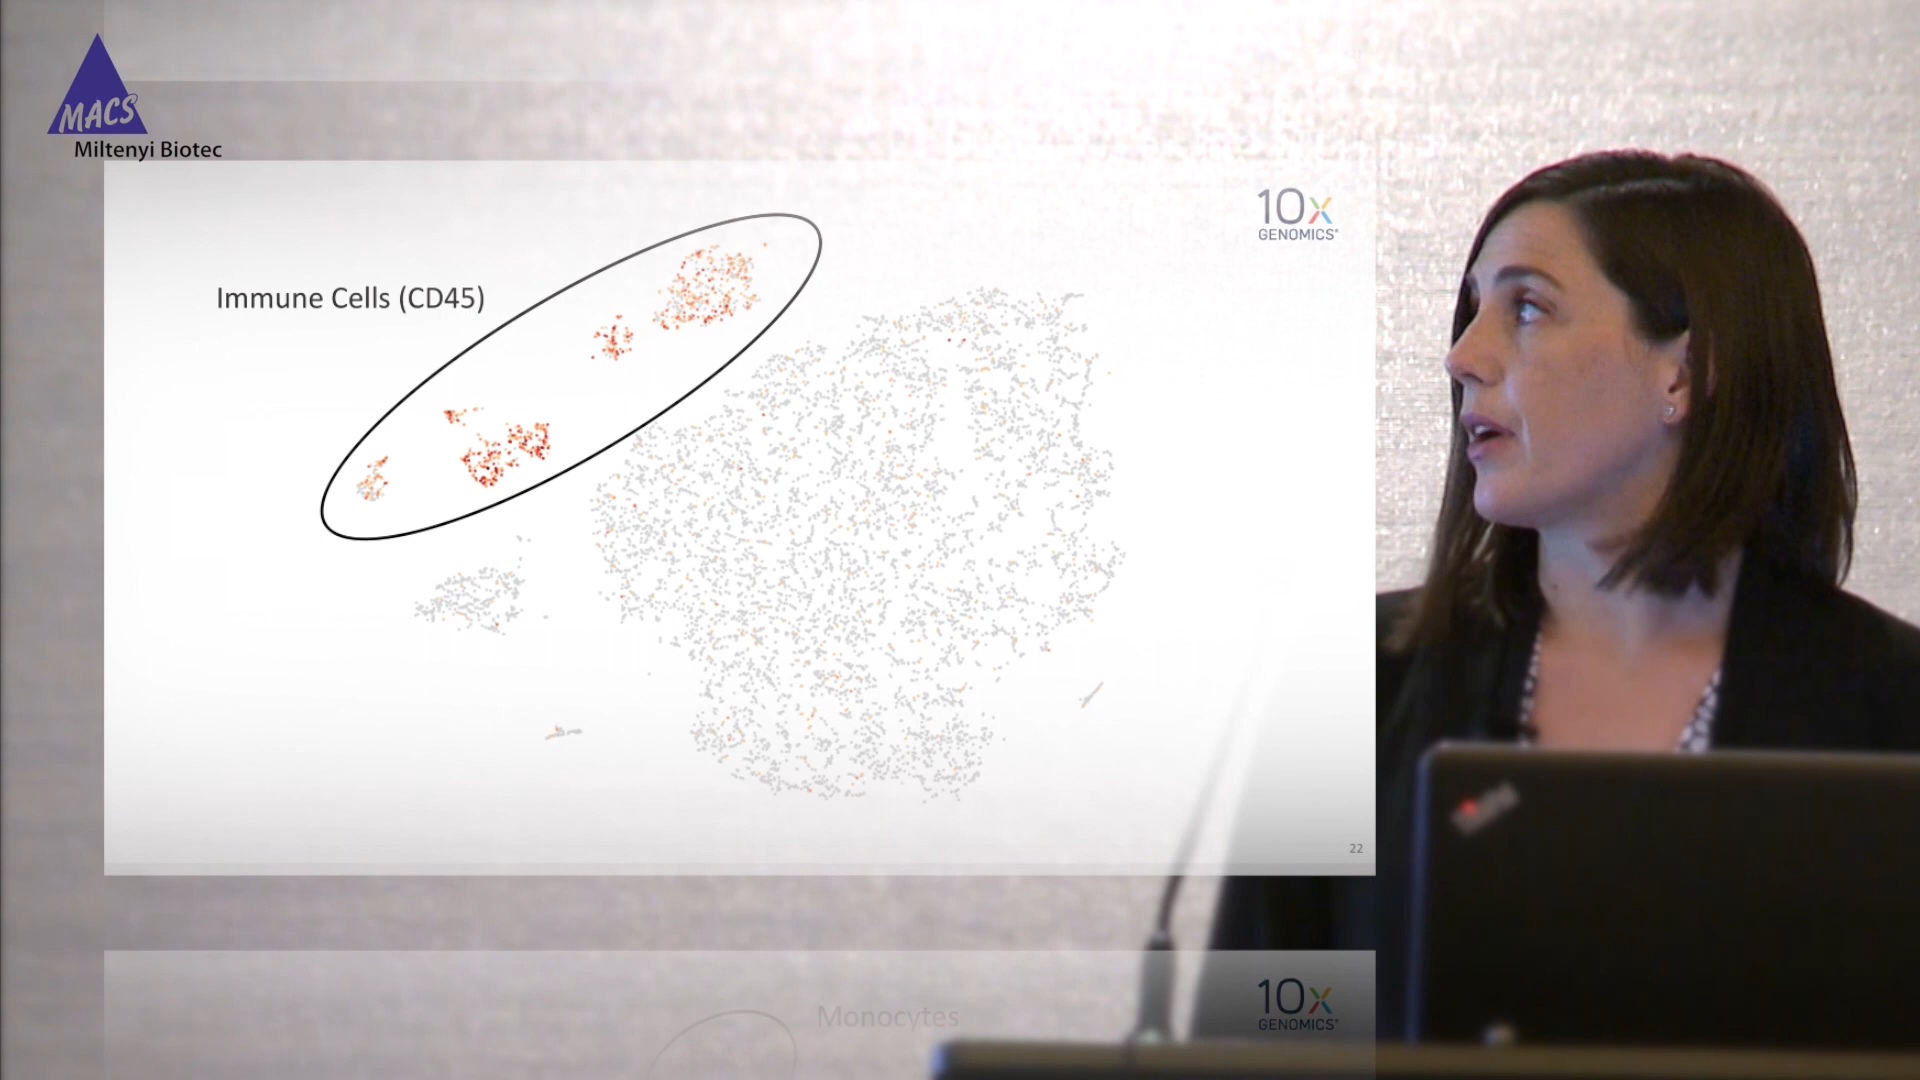 MACS
Miltenyi Biotec
10x
GENOMICS
Immune Cells (CD45)
22
Monocytes
10x
GENOMICS